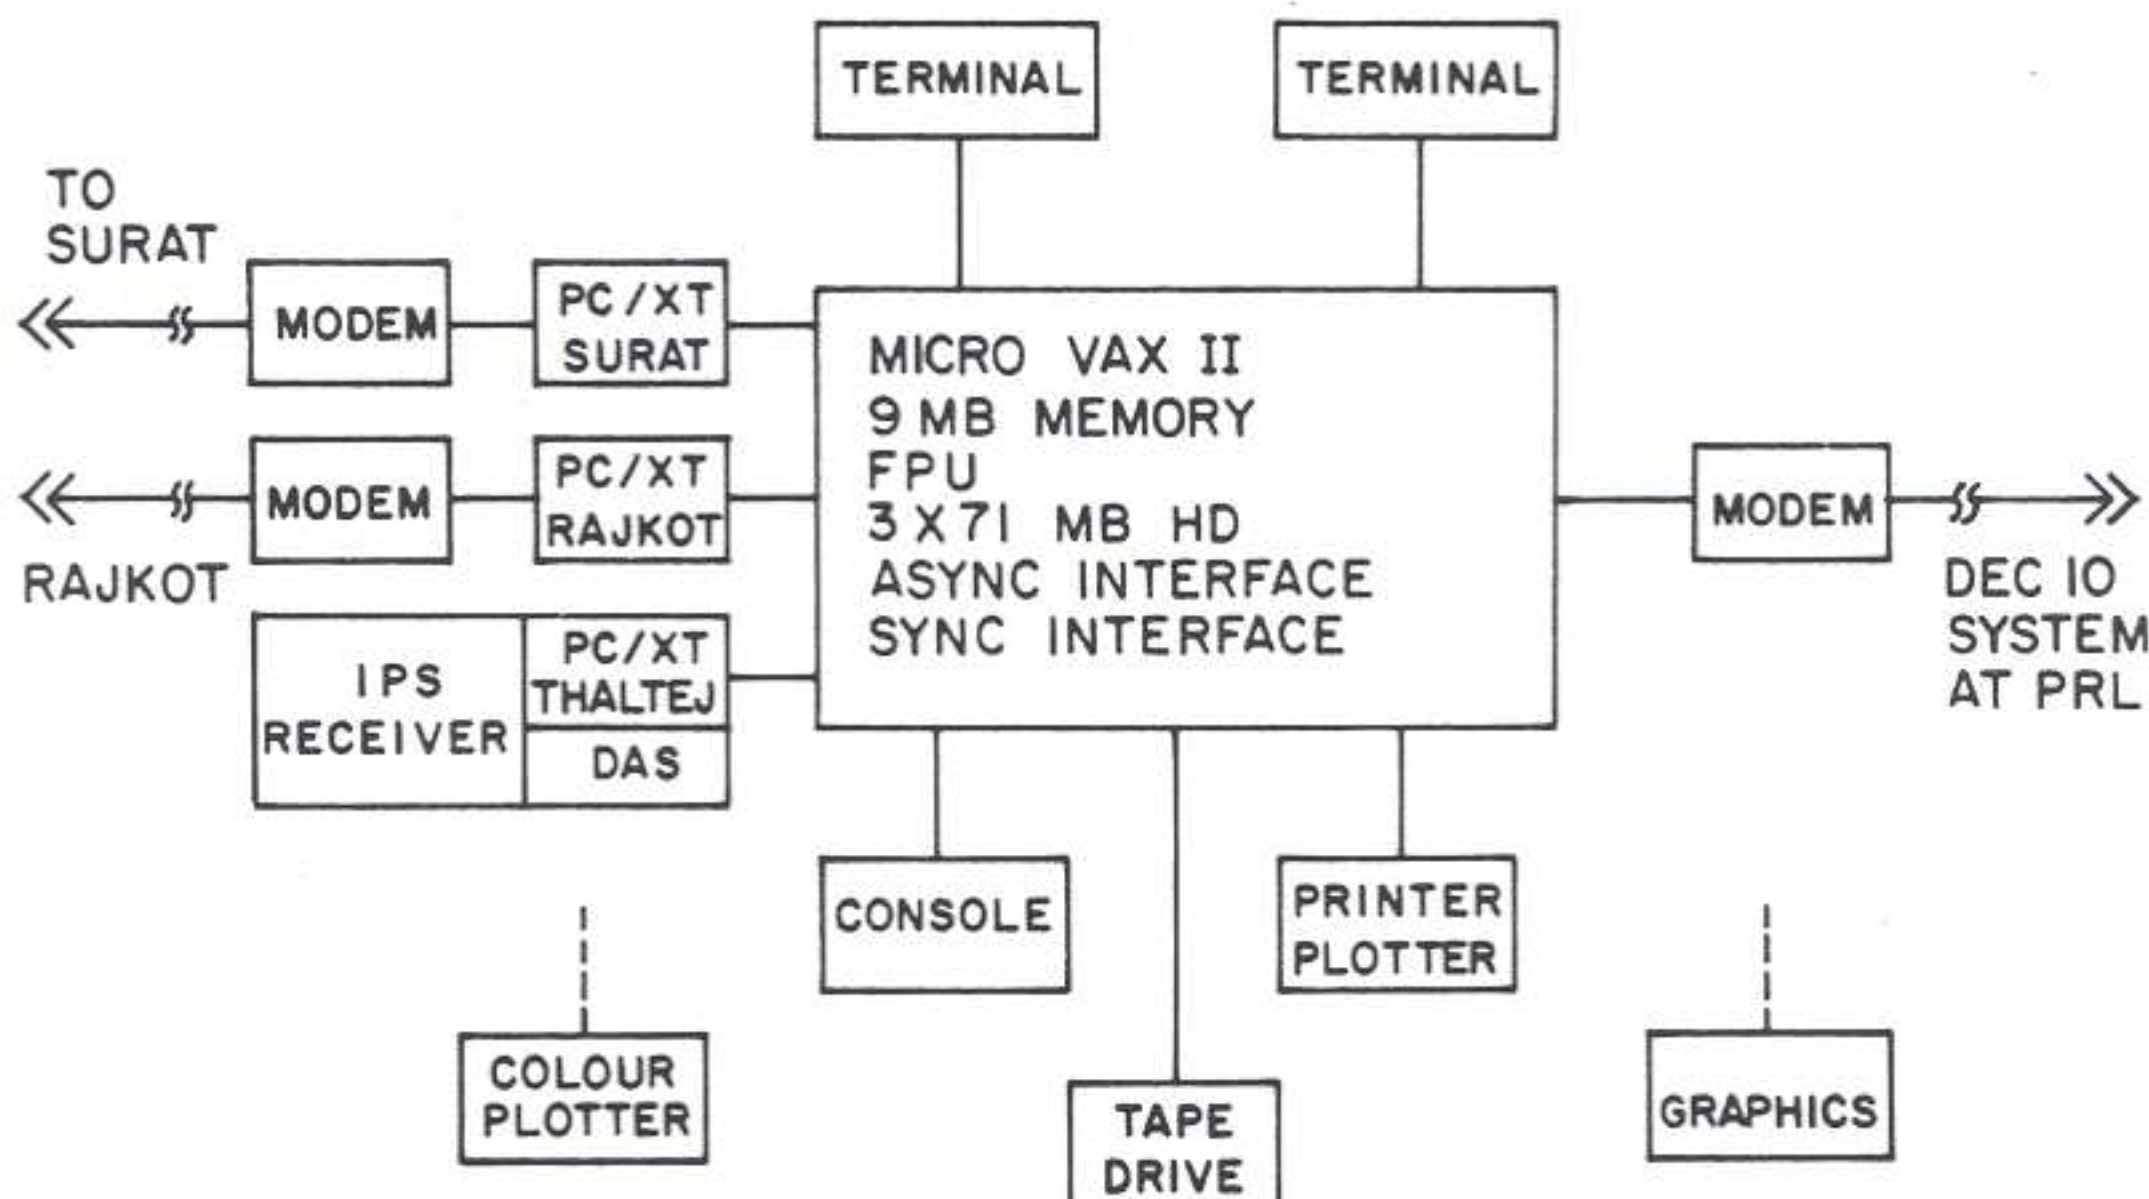 TERMINAL
TERMINAL
TO
SURAT
MODEM
PC/XT
SURAT
MICRO VAX II
9 MB MEMORY
FPU
3 X 71 MB HD
ASYNC INTERFACE
SYNC INTERFACE
MODEM
PC/XT
RAJKOT
RAJKOT
MODEM
DEC 10
SYSTEM
AT PRL
IPS
RECEIVER
PC/XT
THALTEJ
DAS
CONSOLE
PRINTER
PLOTTER
COLOUR
PLOTTER
TAPE
DRIVE
GRAPHICS